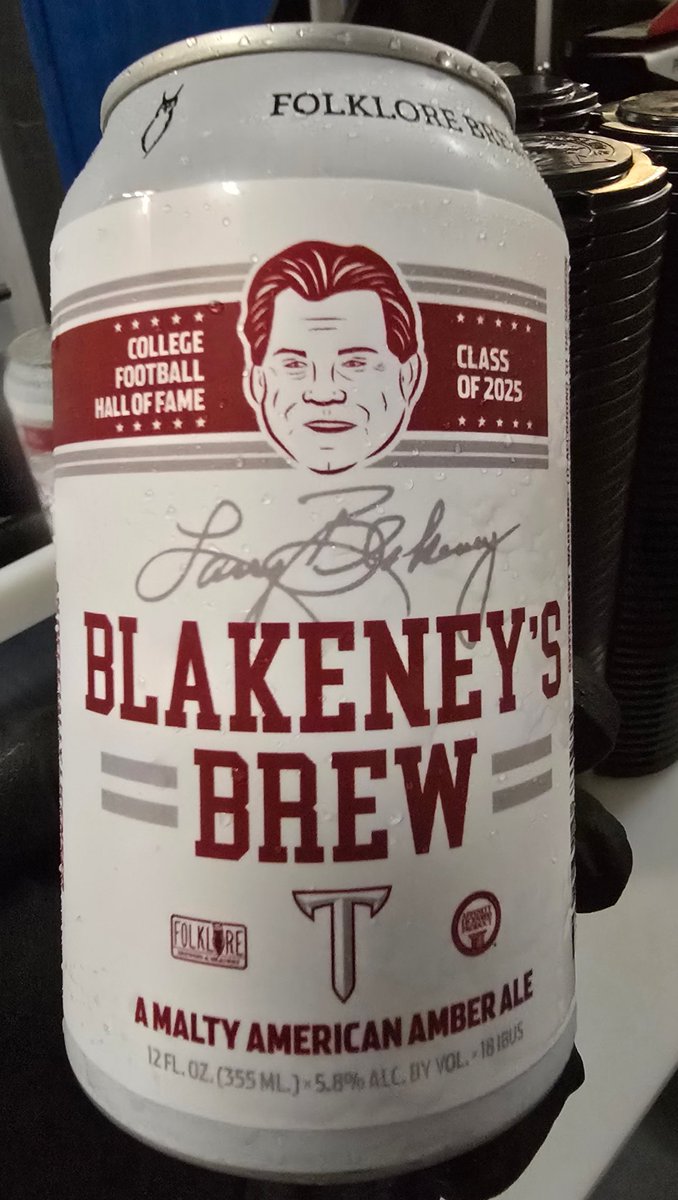 FOLKLORE
COLLEGE
FOOTBALL
HALL OF FAME
CLASS
OF 2025
Larry Blakeney
BLAKENEY'S
BREW
FOLKLORE
T
A MALTY AMERICAN AMBER ALE
12 FL. OZ. (355 ML.) • 5.8% ALC. BY VOL. • 18 IBUS